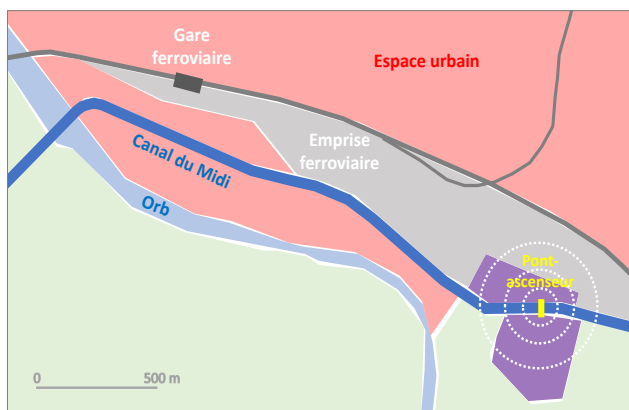 Gare
ferroviaire
Espace urbain
Emprise
ferroviaire
Canal du Midi
Orb
Pont-
ascenseur
0 500 m